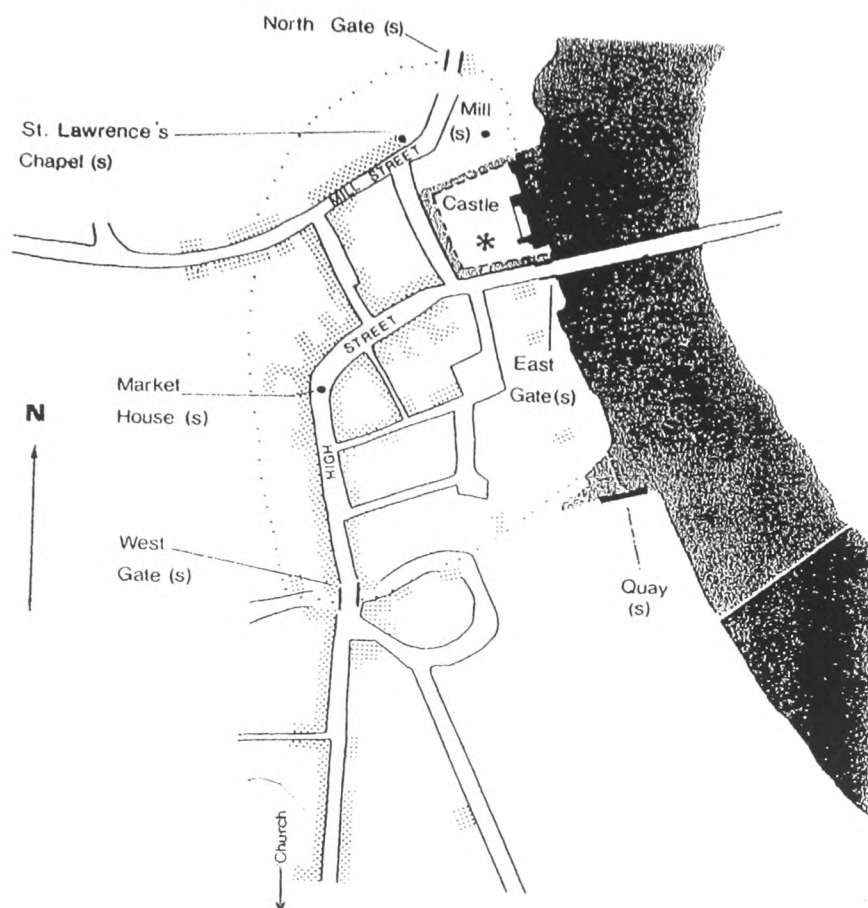 North Gate (s)
St. Lawrence's
Chapel (s)
Mill
(s)
MILL STREET
Castle
STREET
East
Gate (s)
Market
House (s)
N
HIGH
West
Gate (s)
Quay
(s)
Church